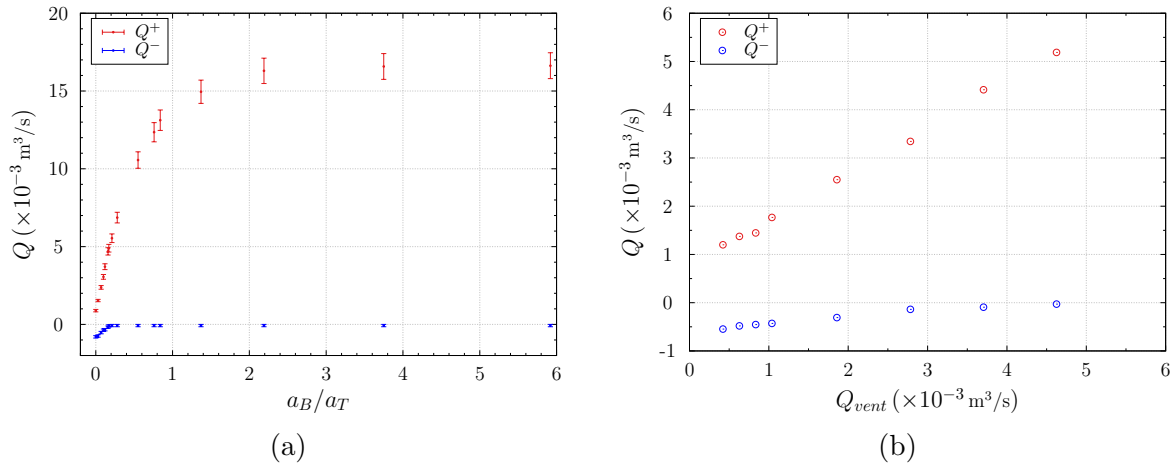 20
15
10
5
0
Q (×10⁻³ m³/s)
Q⁺
Q⁻
0 1 2 3 4 5 6
a_B/a_T
(a)
6
5
4
3
2
1
0
-1
Q (×10⁻³ m³/s)
Q⁺
Q⁻
0 1 2 3 4 5 6
Q_vent (×10⁻³ m³/s)
(b)